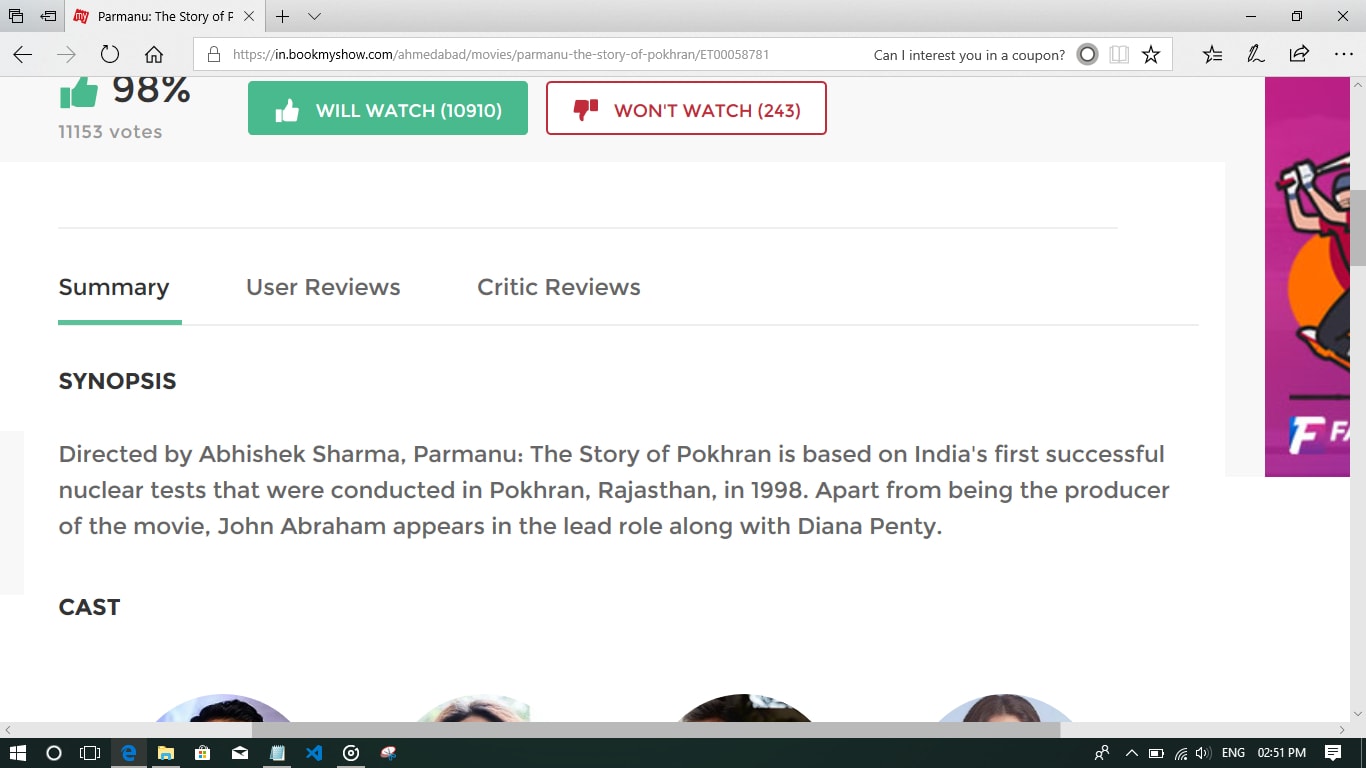 Parmanu: The Story of P
https://in.bookmyshow.com/ahmedabad/movies/parmanu-the-story-of-pokhran/ET00058781
Can I interest you in a coupon?
98%
11153 votes
WILL WATCH (10910)
WON'T WATCH (243)
Summary
User Reviews
Critic Reviews
SYNOPSIS
Directed by Abhishek Sharma, Parmanu: The Story of Pokhran is based on India's first successful
nuclear tests that were conducted in Pokhran, Rajasthan, in 1998. Apart from being the producer
of the movie, John Abraham appears in the lead role along with Diana Penty.
CAST
FA
ENG
02:51 PM